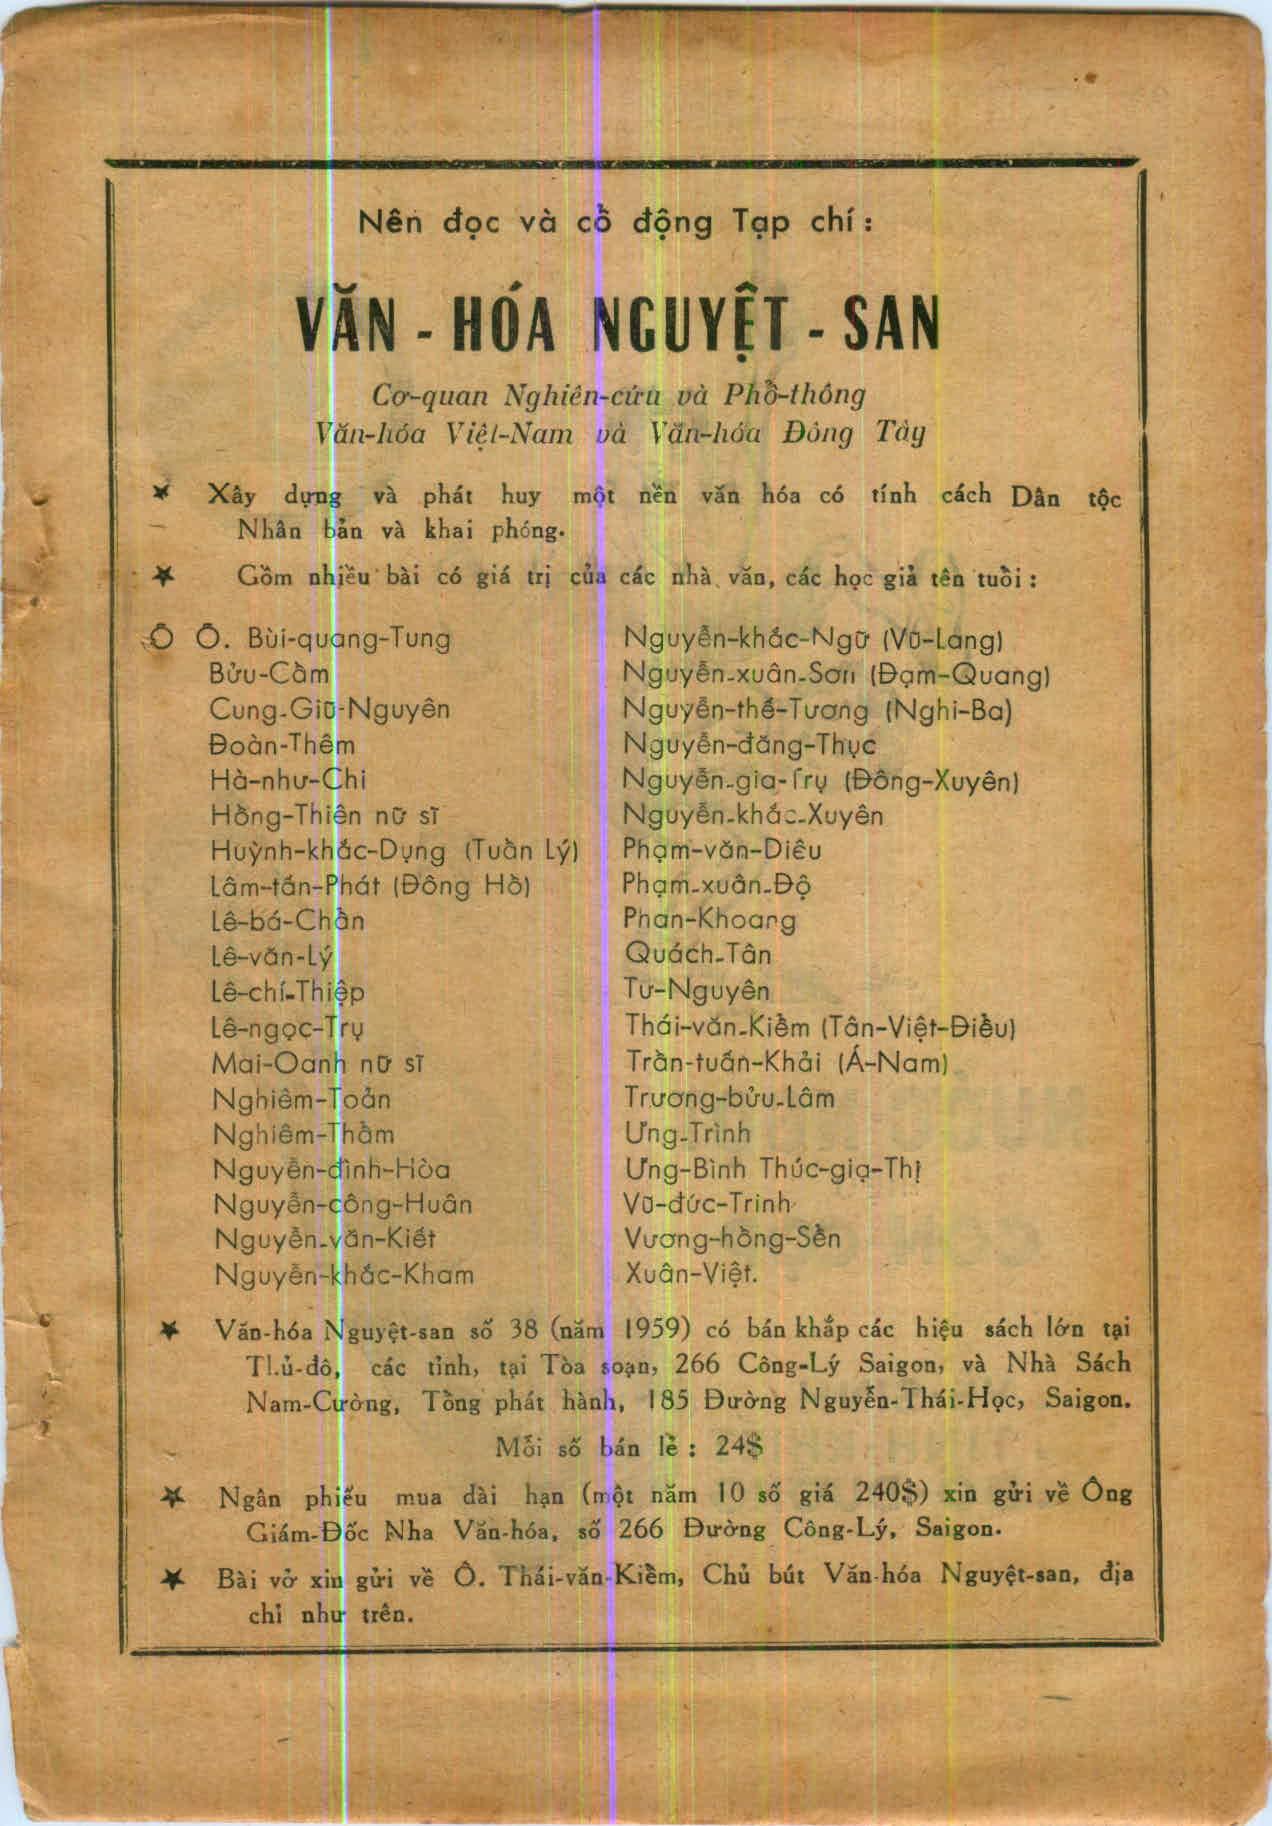 Nên đọc và cổ động Tạp chí :
VĂN - HÓA NGUYỆT - SAN
Cơ-quan Nghiên-cứu và Phổ-thông
Văn-hóa Việt-Nam và Văn-hóa Đông Tây
★ Xây dựng và phát huy một nền văn hóa có tính cách Dân tộc
Nhân bản và khai phóng.
★ Gồm nhiều bài có giá trị của các nhà văn, các học giả tên tuổi :
Ô Ô. Bùi-quang-Tung
Bửu-Cầm
Cung-Giũ-Nguyên
Đoàn-Thêm
Hà-như-Chi
Hồng-Thiên nữ sĩ
Huỳnh-khắc-Dụng (Tuần Lý)
Lâm-tấn-Phát (Đông Hồ)
Lê-bá-Chẩn
Lê-văn-Lý
Lê-chí-Thiệp
Lê-ngọc-Trụ
Mai-Oanh nữ sĩ
Nghiêm-Toản
Nghiêm-Thẩm
Nguyễn-đình-Hòa
Nguyễn-công-Huân
Nguyễn-văn-Kiết
Nguyễn-khắc-Kham
Nguyễn-khắc-Ngữ (Vũ-Lang)
Nguyễn-xuân-Sơn (Đạm-Quang)
Nguyễn-thế-Tương (Nghi-Ba)
Nguyễn-đăng-Thục
Nguyễn-gia-Trụ (Đông-Xuyên)
Nguyễn-khắc-Xuyên
Phạm-văn-Diêu
Phạm-xuân-Độ
Phan-Khoang
Quách-Tân
Tư-Nguyên
Thái-văn-Kiểm (Tân-Việt-Điểu)
Trần-tuấn-Khải (Á-Nam)
Trương-bửu-Lâm
Ưng-Trình
Ưng-Bình Thúc-giạ-Thị
Vũ-đức-Trinh
Vương-hồng-Sển
Xuân-Việt.
★ Văn-hóa Nguyệt-san số 38 (năm 1959) có bán khắp các hiệu sách lớn tại
Thủ-đô, các tỉnh, tại Tòa soạn, 266 Công-Lý Saigon, và Nhà Sách
Nam-Cường, Tổng phát hành, 185 Đường Nguyễn-Thái-Học, Saigon.
Mỗi số bán lẻ : 24$
★ Ngân phiếu mua dài hạn (một năm 10 số giá 240$) xin gửi về Ông
Giám-Đốc Nha Văn-hóa, số 266 Đường Công-Lý, Saigon.
★ Bài vở xin gửi về Ô. Thái-văn-Kiểm, Chủ bút Văn-hóa Nguyệt-san, địa
chỉ như trên.